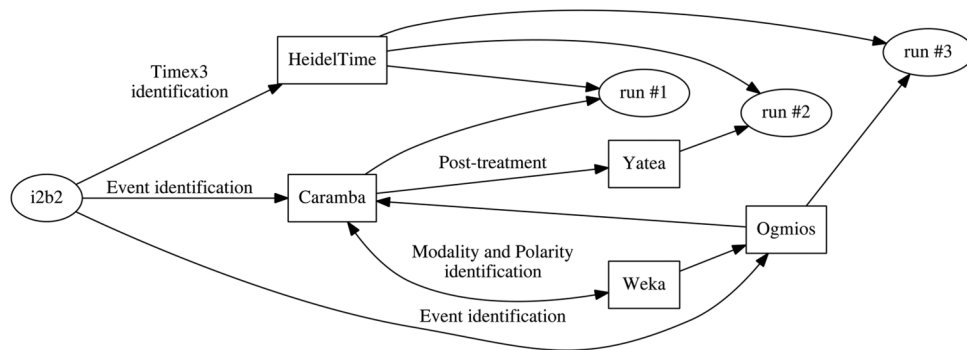 run #3
HeidelTime
Timex3
identification
run #1
run #2
Post-treatment
Yatea
i2b2
Event identification
Caramba
Ogmios
Modality and Polarity
identification
Weka
Event identification